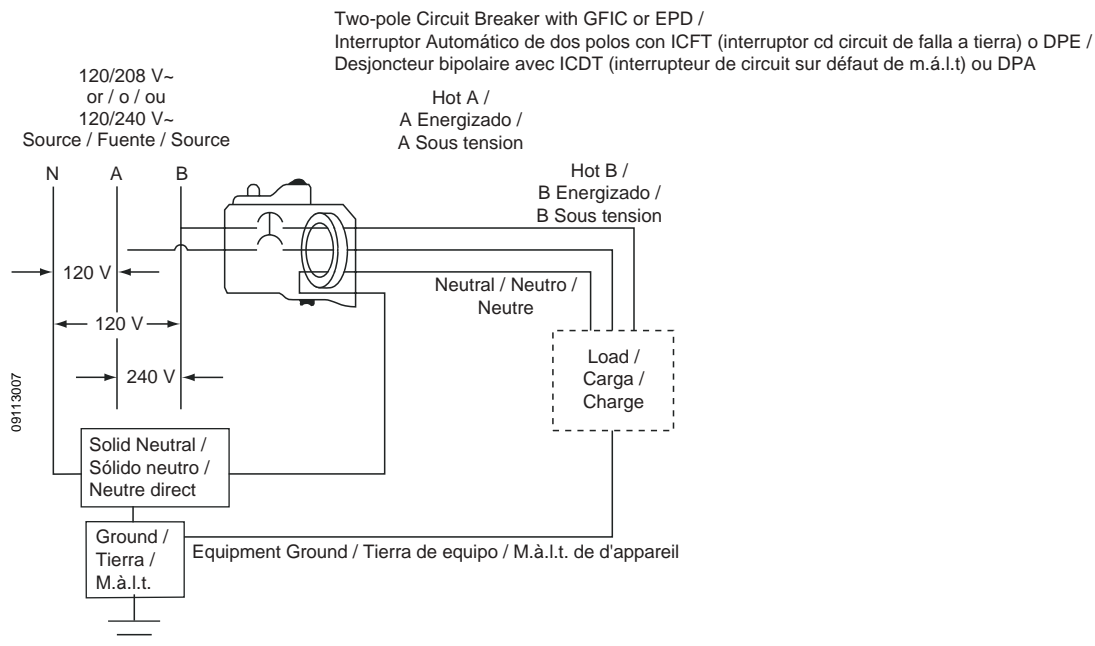 Two-pole Circuit Breaker with GFIC or EPD /
Interruptor Automático de dos polos con ICFT (interruptor cd circuit de falla a tierra) o DPE /
Desjoncteur bipolaire avec ICDT (interrupteur de circuit sur défaut de m.á.l.t) ou DPA
120/208 V~
or / o / ou
120/240 V~
Source / Fuente / Source
Hot A /
A Energizado /
A Sous tension
Hot B /
B Energizado /
B Sous tension
N A B
120 V
120 V
240 V
Neutral / Neutro /
Neutre
Load /
Carga /
Charge
09113007
Solid Neutral /
Sólido neutro /
Neutre direct
Ground /
Tierra /
M.à.l.t.
Equipment Ground / Tierra de equipo / M.à.l.t. de d'appareil